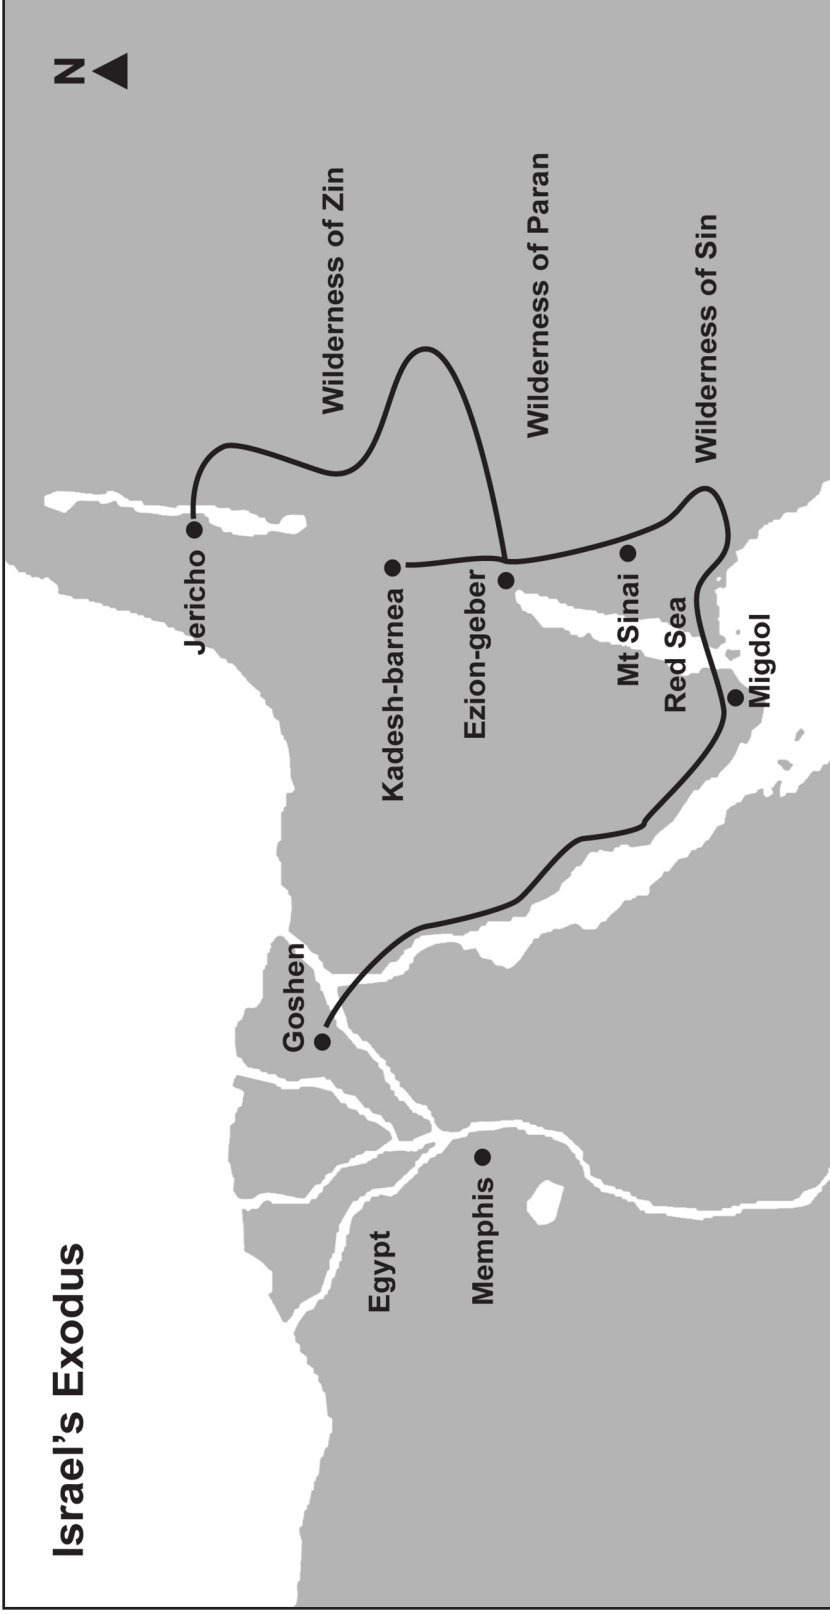 Israel's Exodus
N
Jericho
Goshen
Wilderness of Zin
Egypt
Kadesh-barnea
Memphis
Ezion-geber
Wilderness of Paran
Mt Sinai
Red Sea
Wilderness of Sin
Migdol